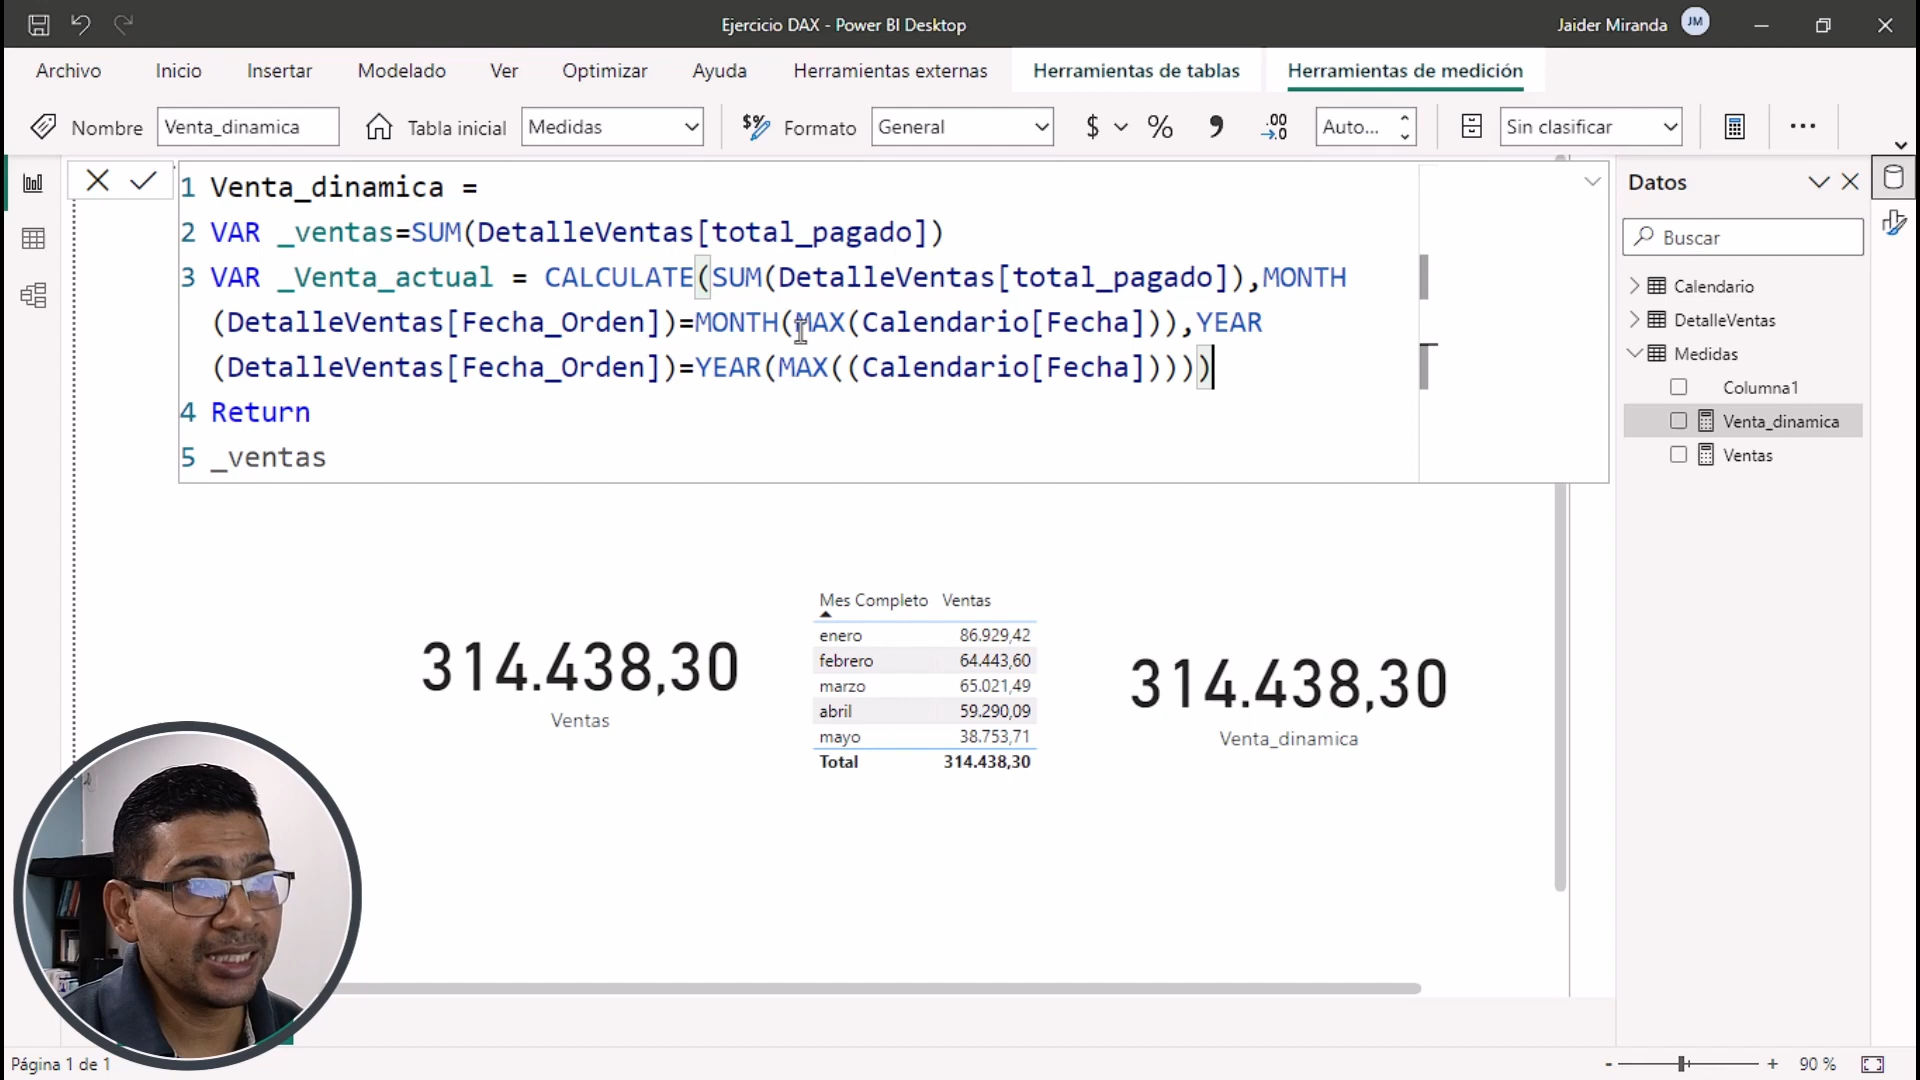 Ejercicio DAX - Power BI Desktop
Jaider Miranda
JM
Archivo Inicio Insertar Modelado Ver Optimizar Ayuda Herramientas externas Herramientas de tablas Herramientas de medición
Nombre Venta_dinamica Tabla inicial Medidas Formato General $ % Auto... Sin clasificar ...
1 Venta_dinamica =
2 VAR _ventas=SUM(DetalleVentas[total_pagado])
3 VAR _Venta_actual = CALCULATE(SUM(DetalleVentas[total_pagado]),MONTH
(DetalleVentas[Fecha_Orden])=MONTH(MAX(Calendario[Fecha])),YEAR
(DetalleVentas[Fecha_Orden])=YEAR(MAX((Calendario[Fecha]))))
4 Return
5 _ventas
314.438,30
Ventas
Mes Completo Ventas
enero 86.929,42
febrero 64.443,60
marzo 65.021,49
abril 59.290,09
mayo 38.753,71
Total 314.438,30
314.438,30
Venta_dinamica
Datos
Buscar
Calendario
DetalleVentas
Medidas
Columna1
Venta_dinamica
Ventas
Página 1 de 1
- + 90 %